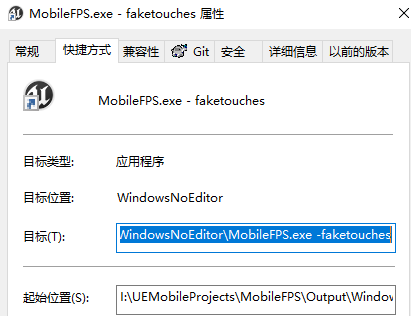 MobileFPS.exe - faketouches 属性
常规 快捷方式 兼容性 Git 安全 详细信息 以前的版本
MobileFPS.exe - faketouches
目标类型: 应用程序
目标位置: WindowsNoEditor
目标(T): WindowsNoEditor\MobileFPS.exe -faketouches
起始位置(S): I:\UEMobileProjects\MobileFPS\Output\Window